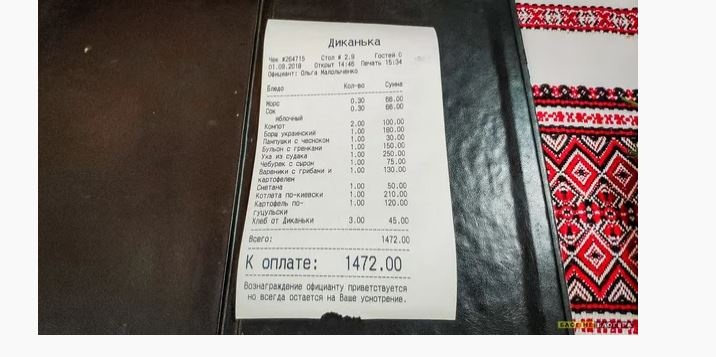 Диканька
Чек #264715 Стол # 2.9 Гостей 0
01.09.2018 Открыт 14:46 Печать 15:34
Официант: Ольга
Блюдо Кол-во Сумма
Морс 0.30 66.00
Сок 0.30 66.00
яблочный
Компот 2.00 100.00
Борщ украинский 1.00 180.00
Пампушки с чесноком 1.00 30.00
Бульон с гренками 1.00 150.00
Уха из судака 1.00 250.00
Чебурек с сыром 1.00 75.00
Вареники с грибами и 1.00 130.00
картофелем
Сметана 1.00 50.00
Котлета по-киевски 1.00 210.00
Картофель по- 1.00 120.00
гуцульски
Хлеб от Диканьки 3.00 45.00
Всего: 1472.00
К оплате: 1472.00
Вознаграждение официанту приветствуется
но всегда остается на Ваше усмотрение.